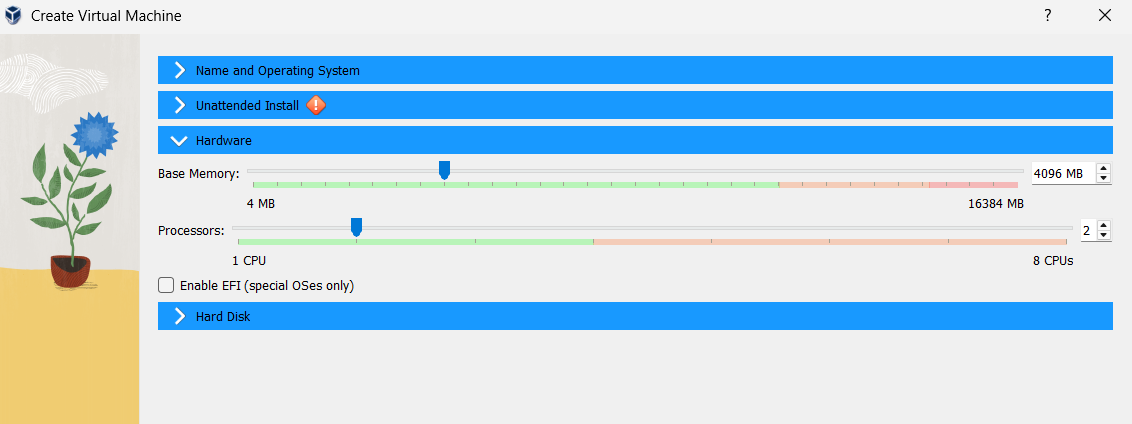 Create Virtual Machine
?
Name and Operating System
Unattended Install
Hardware
Base Memory: 4096 MB
4 MB 16384 MB
Processors: 2
1 CPU 8 CPUs
Enable EFI (special OSes only)
Hard Disk